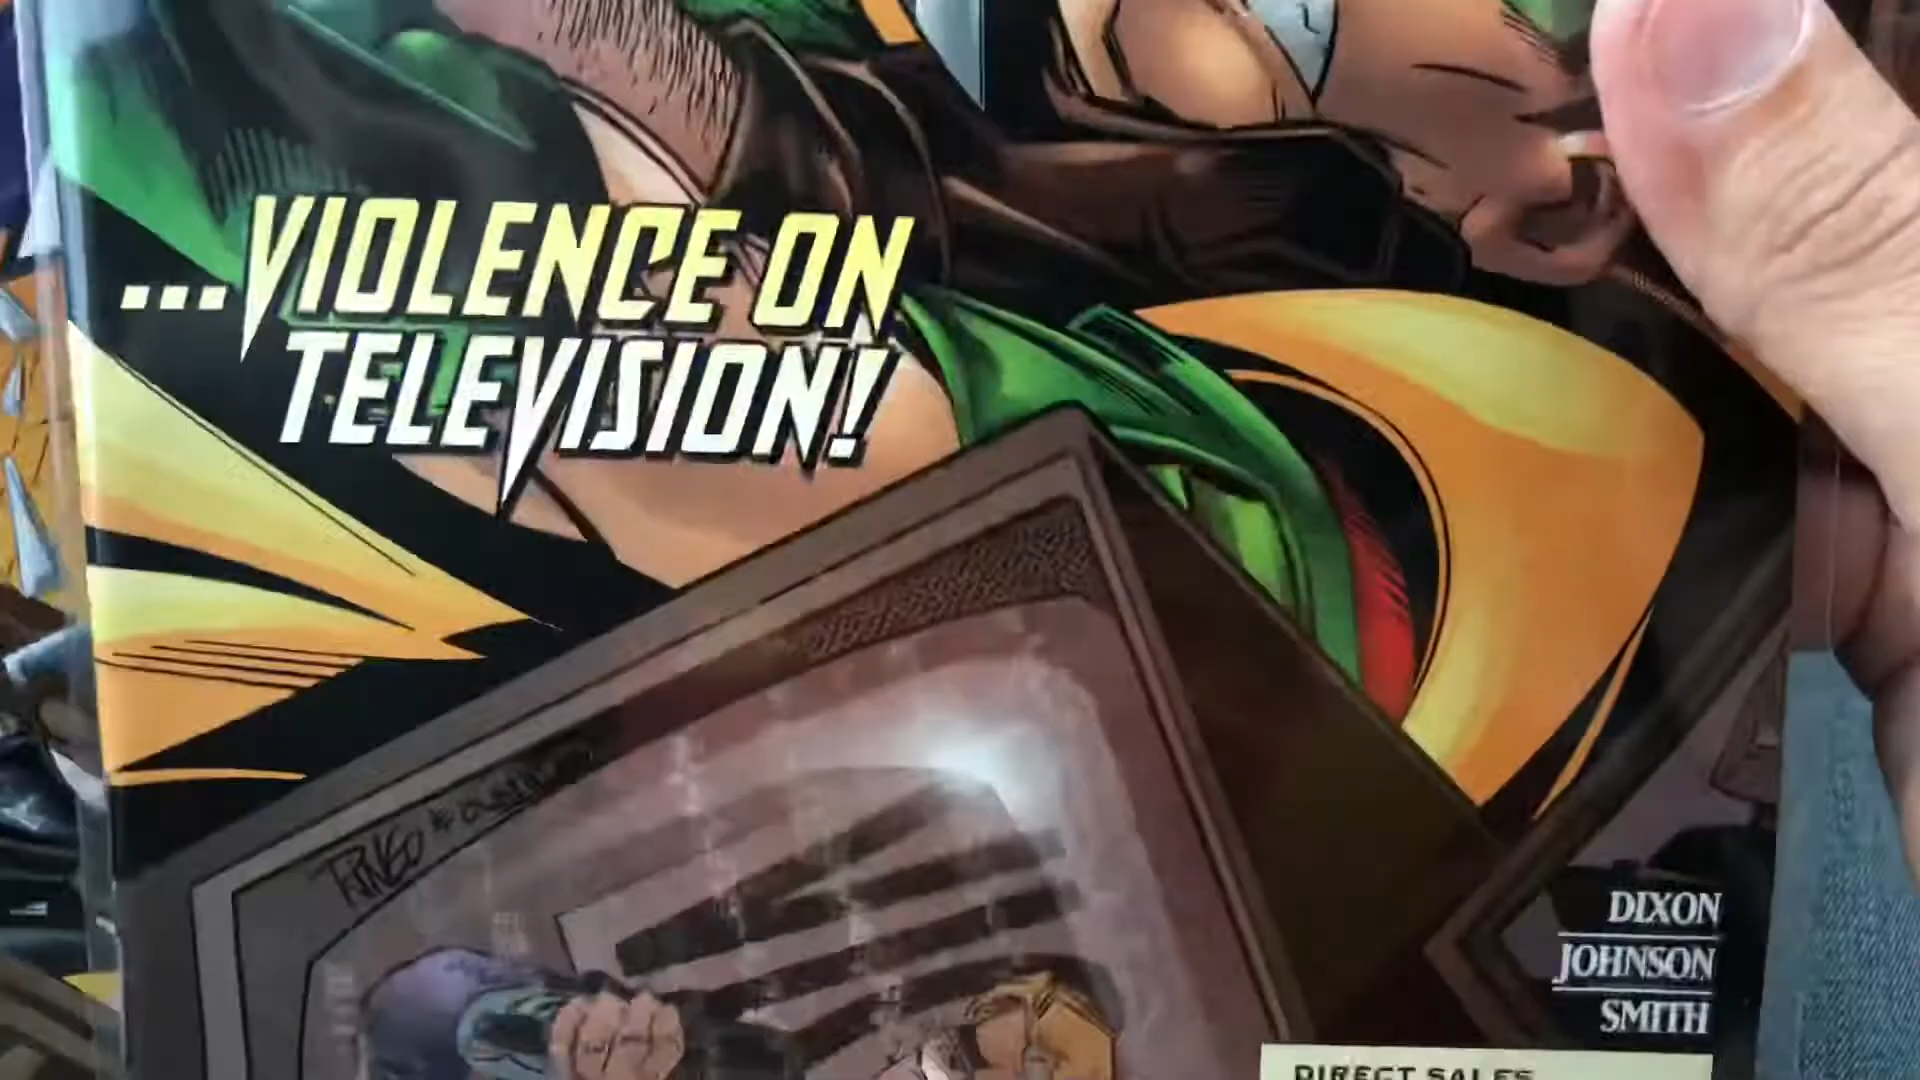 ...VIOLENCE ON
TELEVISION!
DIXON
JOHNSON
SMITH
DIRECT SALES